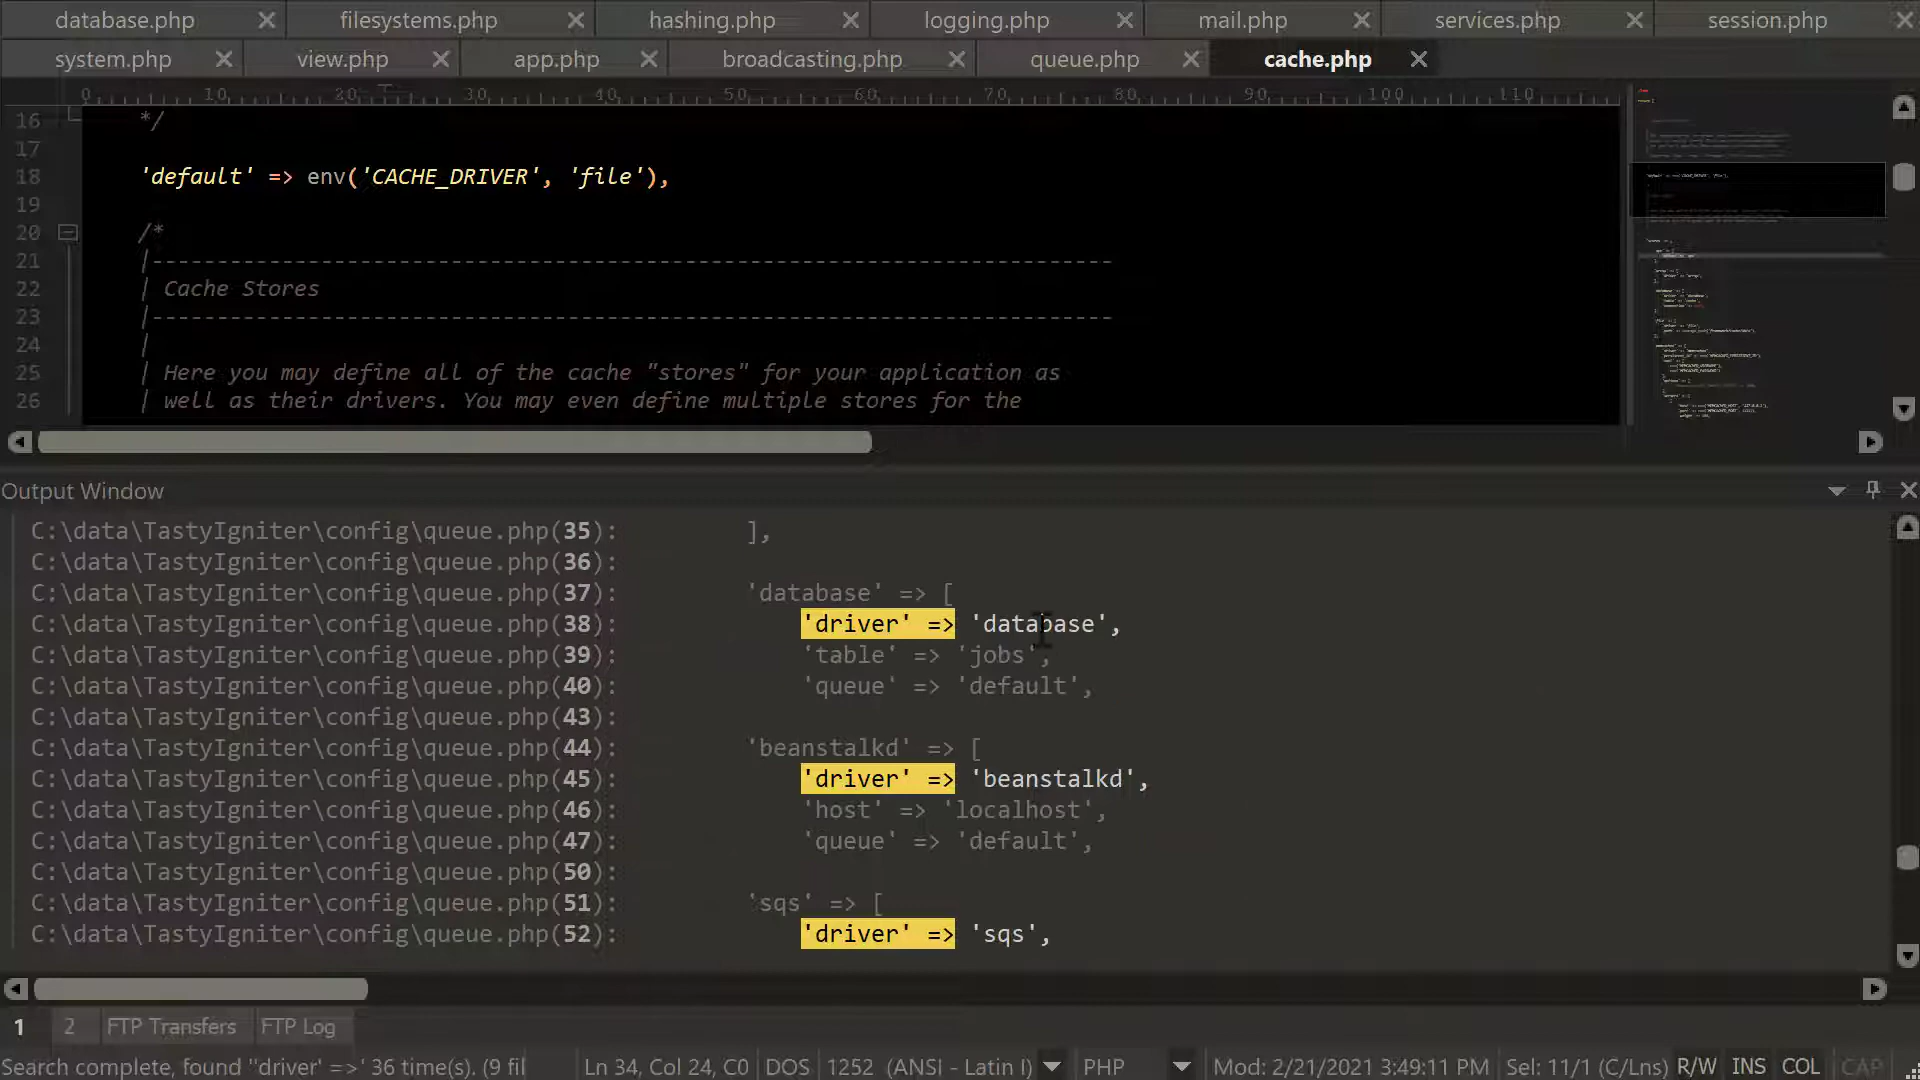 database.php filesystems.php hashing.php logging.php mail.php services.php session.php
system.php view.php app.php broadcasting.php queue.php cache.php
0 10 20 30 40 50 60 70 80 90 100 110
16 */
17
18 'default' => env('CACHE_DRIVER', 'file'),
19
20 /*
21 |--------------------------------------------------------------------------
22 | Cache Stores
23 |--------------------------------------------------------------------------
24 |
25 | Here you may define all of the cache "stores" for your application as
26 | well as their drivers. You may even define multiple stores for the
Output Window
C:\data\TastyIgniter\config\queue.php(35): ],
C:\data\TastyIgniter\config\queue.php(36):
C:\data\TastyIgniter\config\queue.php(37): 'database' => [
C:\data\TastyIgniter\config\queue.php(38): 'driver' => 'database',
C:\data\TastyIgniter\config\queue.php(39): 'table' => 'jobs',
C:\data\TastyIgniter\config\queue.php(40): 'queue' => 'default',
C:\data\TastyIgniter\config\queue.php(43):
C:\data\TastyIgniter\config\queue.php(44): 'beanstalkd' => [
C:\data\TastyIgniter\config\queue.php(45): 'driver' => 'beanstalkd',
C:\data\TastyIgniter\config\queue.php(46): 'host' => 'localhost',
C:\data\TastyIgniter\config\queue.php(47): 'queue' => 'default',
C:\data\TastyIgniter\config\queue.php(50):
C:\data\TastyIgniter\config\queue.php(51): 'sqs' => [
C:\data\TastyIgniter\config\queue.php(52): 'driver' => 'sqs',
1 2 FTP Transfers FTP Log
Search complete, found "driver' =>' 36 time(s). (9 fil Ln 34, Col 24, C0 DOS 1252 (ANSI - Latin I) PHP Mod: 2/21/2021 3:49:11 PM Sel: 11/1 (C/Lns) R/W INS COL CAP